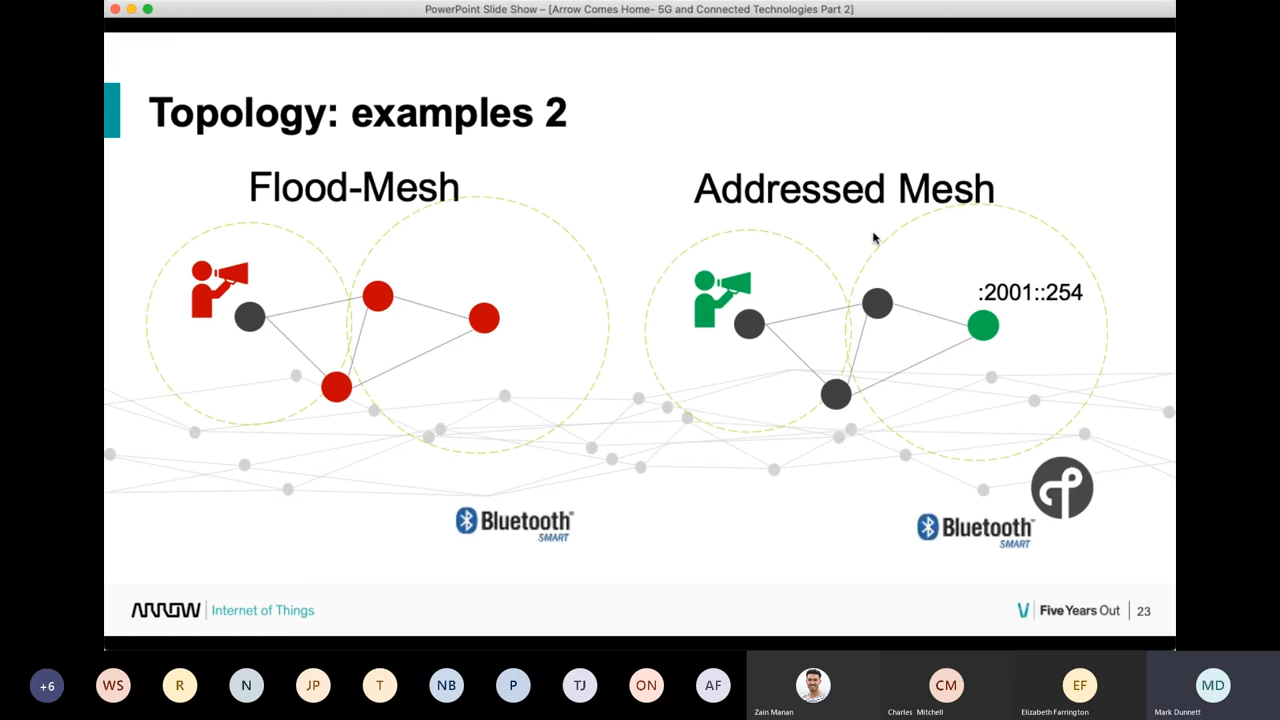 PowerPoint Slide Show – [Arrow Comes Home- 5G and Connected Technologies Part 2]
Topology: examples 2
Flood-Mesh
Addressed Mesh
:2001::254
Bluetooth™
SMART
Bluetooth™
SMART
ARROW | Internet of Things
Five Years Out | 23
+6
WS
R
N
JP
T
NB
P
TJ
ON
AF
Zain Manan
CM
Charles Mitchell
EF
Elizabeth Farrington
MD
Mark Dunnett